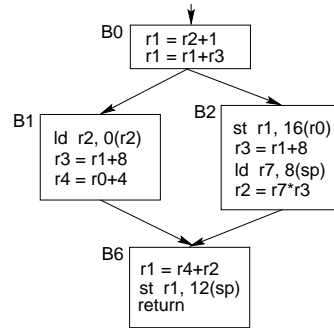 B0
r1 = r2+1
r1 = r1+r3
B1
ld r2, 0(r2)
r3 = r1+8
r4 = r0+4
B2
st r1, 16(r0)
r3 = r1+8
ld r7, 8(sp)
r2 = r7*r3
B6
r1 = r4+r2
st r1, 12(sp)
return